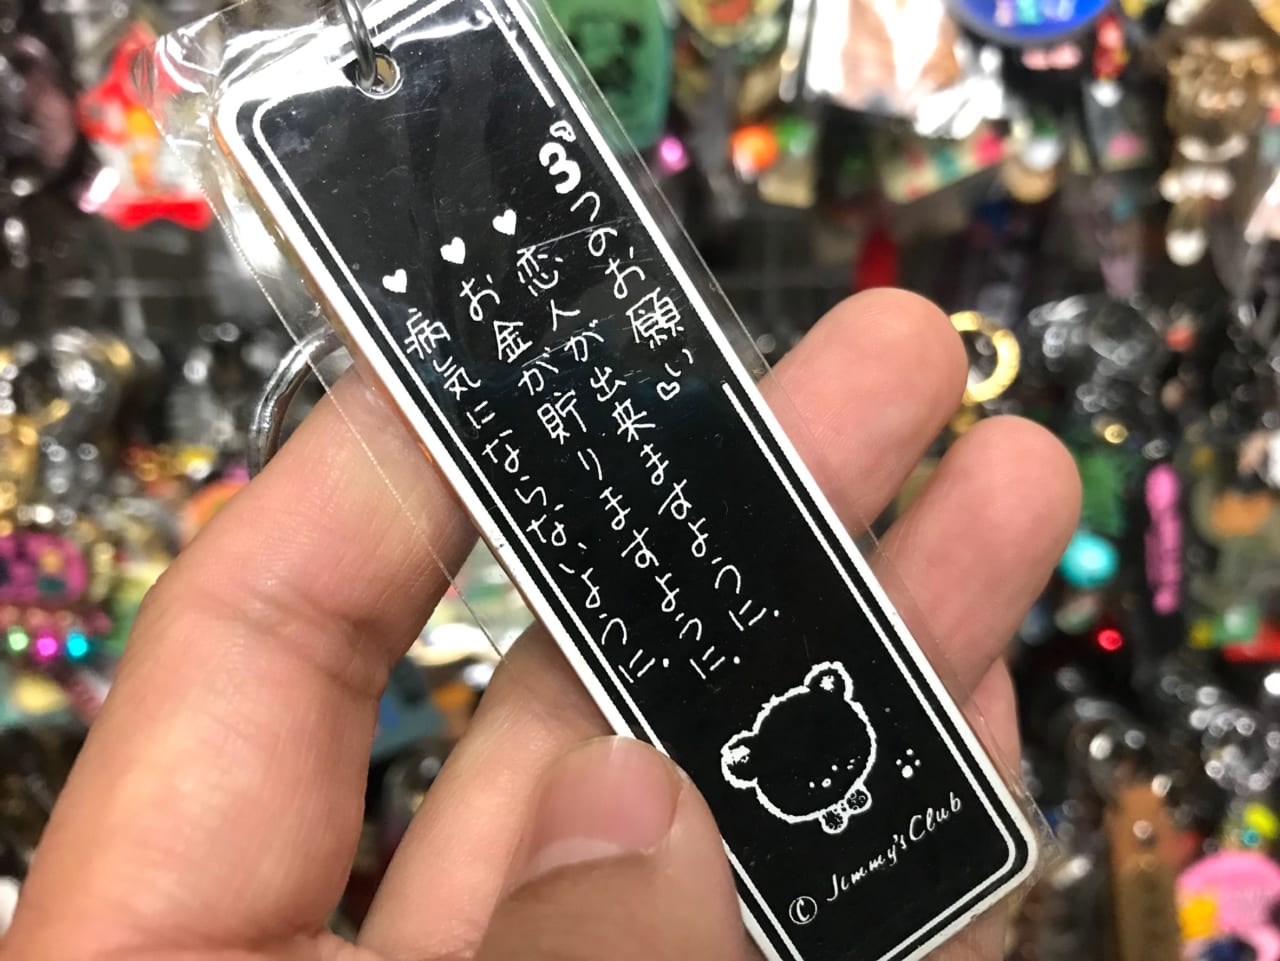 3つのお願い
恋人が出来ますように.
お金が貯りますように.
病気にならないように.
© Jimmy's Club